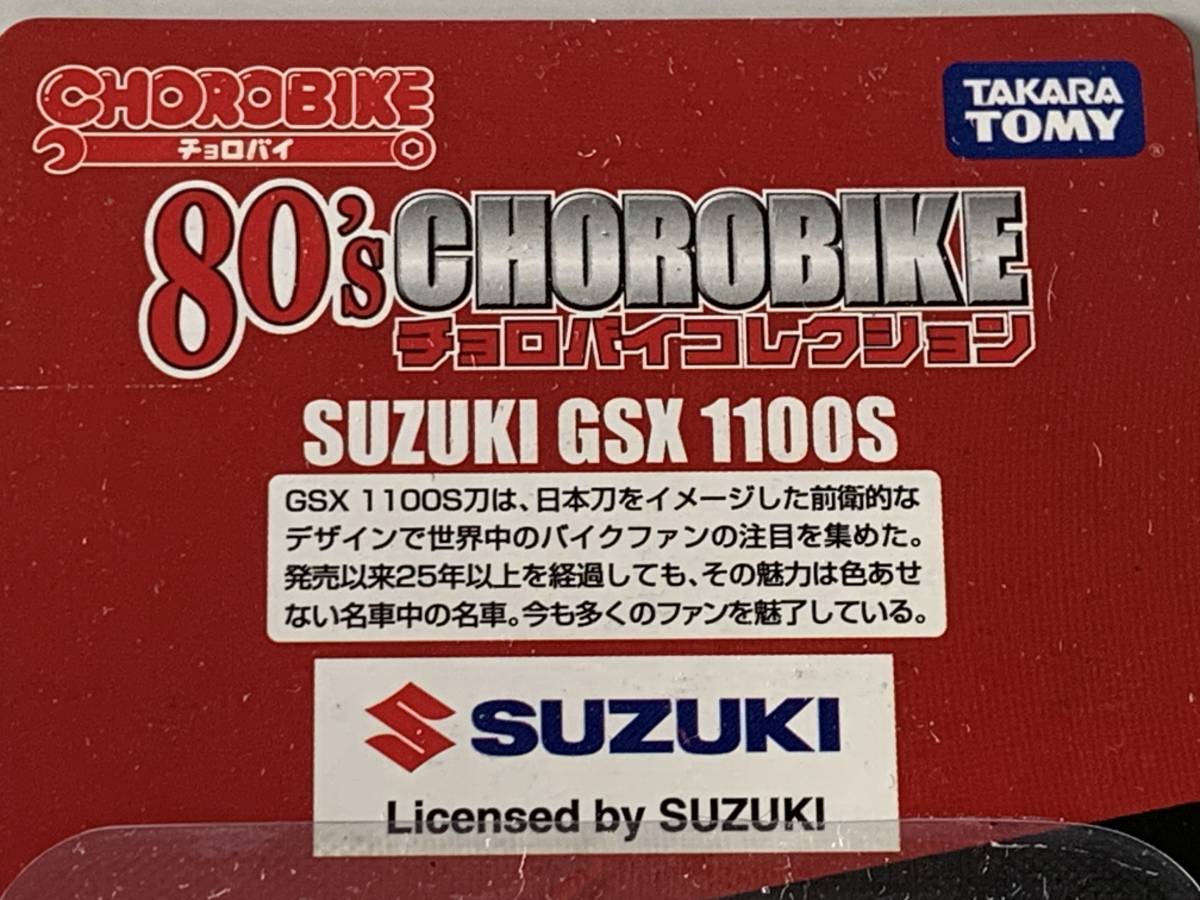 CHOROBIKE
チョロバイ
TAKARA
TOMY
®
80's CHOROBIKE
チョロバイコレクション
SUZUKI GSX 1100S
GSX 1100S刀は、日本刀をイメージした前衛的な
デザインで世界中のバイクファンの注目を集めた。
発売以来25年以上を経過しても、その魅力は色あせ
ない名車中の名車。今も多くのファンを魅了している。
SUZUKI
Licensed by SUZUKI